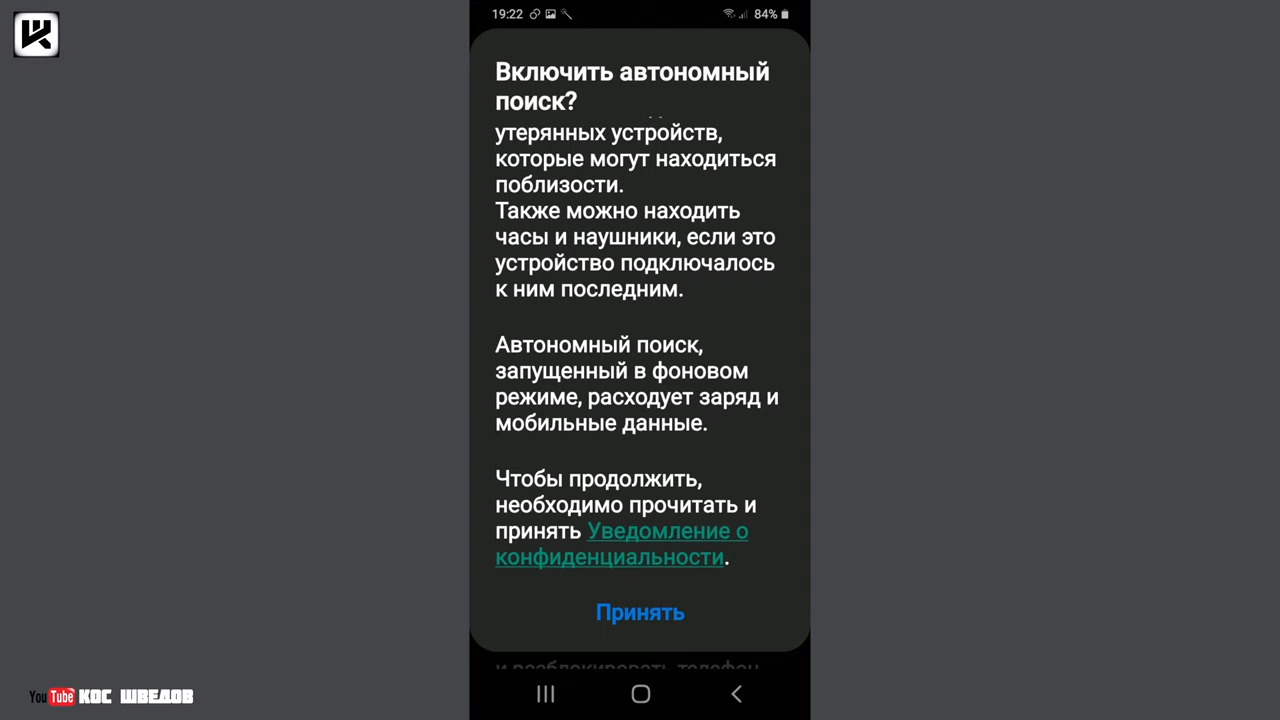 19:22
84%
Включить автономный
поиск?
утерянных устройств,
которые могут находиться
поблизости.
Также можно находить
часы и наушники, если это
устройство подключалось
к ним последним.
Автономный поиск,
запущенный в фоновом
режиме, расходует заряд и
мобильные данные.
Чтобы продолжить,
необходимо прочитать и
принять Уведомление о
конфиденциальности.
Принять
и разблокировать телефон
YouTube КОС ШВЕДОВ